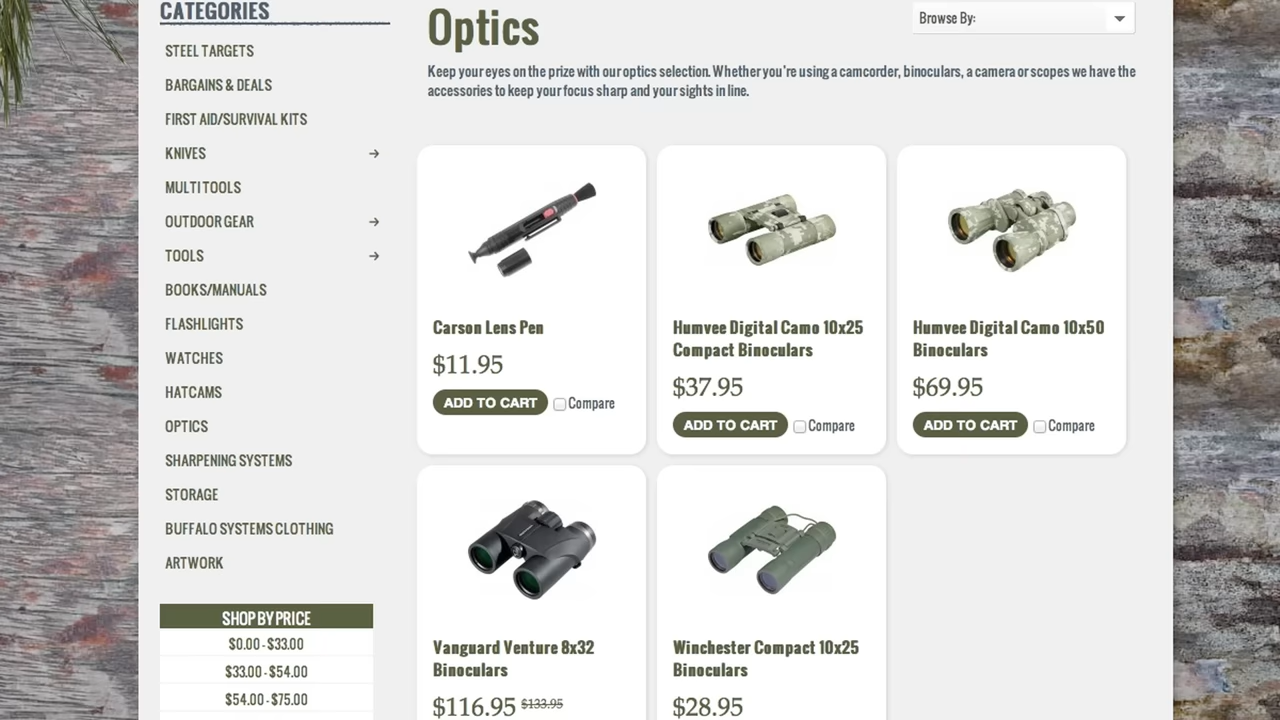 CATEGORIES
STEEL TARGETS
BARGAINS & DEALS
FIRST AID/SURVIVAL KITS
KNIVES
MULTITOOLS
OUTDOOR GEAR
TOOLS
BOOKS/MANUALS
FLASHLIGHTS
WATCHES
HATCAMS
OPTICS
SHARPENING SYSTEMS
STORAGE
BUFFALO SYSTEMS CLOTHING
ARTWORK
SHOP BY PRICE
$0.00 - $33.00
$33.00 - $54.00
$54.00 - $75.00
Optics
Browse By:
Keep your eyes on the prize with our optics selection. Whether you're using a camcorder, binoculars, a camera or scopes we have the
accessories to keep your focus sharp and your sights in line.
Carson Lens Pen
$11.95
ADD TO CART Compare
Humvee Digital Camo 10x25
Compact Binoculars
$37.95
ADD TO CART Compare
Humvee Digital Camo 10x50
Binoculars
$69.95
ADD TO CART Compare
Vanguard Venture 8x32
Binoculars
$116.95 $133.95
Winchester Compact 10x25
Binoculars
$28.95